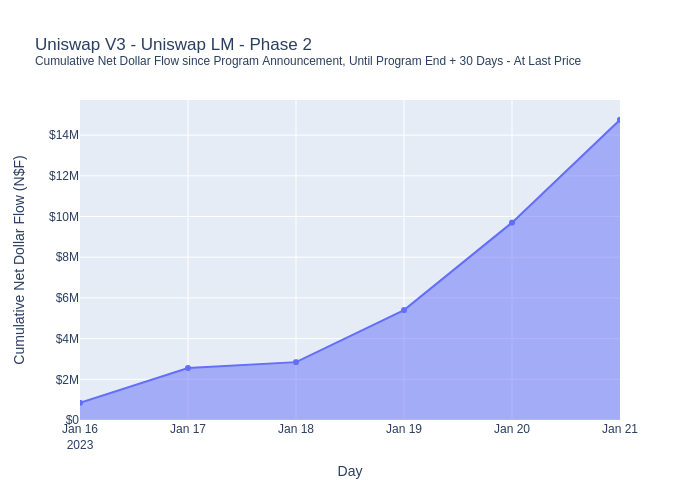 Uniswap V3 - Uniswap LM - Phase 2
Cumulative Net Dollar Flow since Program Announcement, Until Program End + 30 Days - At Last Price
Cumulative Net Dollar Flow (N$F)
$14M
$12M
$10M
$8M
$6M
$4M
$2M
$0
Jan 16
2023
Jan 17
Jan 18
Jan 19
Jan 20
Jan 21
Day